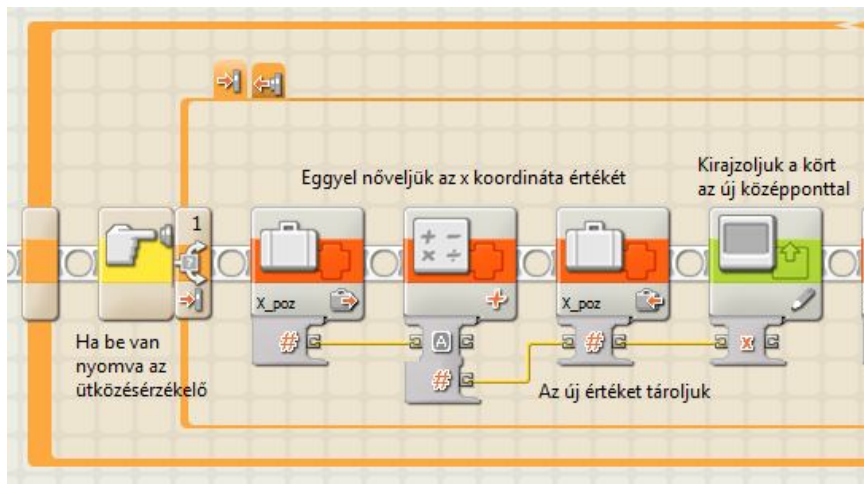 Eggyel növeljük az x koordináta értékét
Kirajzoljuk a kört
az új középponttal
1
X_poz
X_poz
A
x
Ha be van
nyomva az
ütközésérzékelő
Az új értéket tároljuk